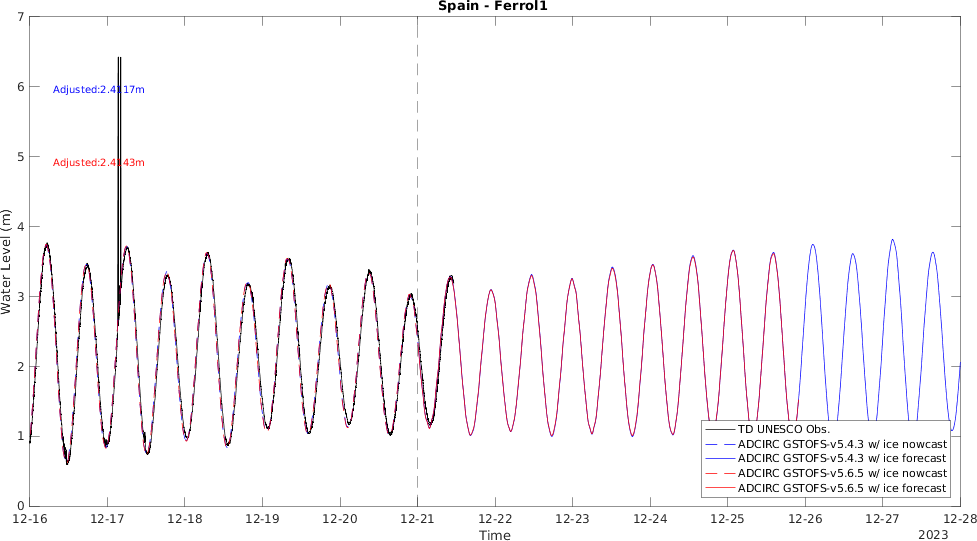 Spain - Ferrol1
7
6
5
4
3
2
1
0
Water Level (m)
Adjusted:2.4117m
Adjusted:2.4143m
TD UNESCO Obs.
ADCIRC GSTOFS-v5.4.3 w/ ice nowcast
ADCIRC GSTOFS-v5.4.3 w/ ice forecast
ADCIRC GSTOFS-v5.6.5 w/ ice nowcast
ADCIRC GSTOFS-v5.6.5 w/ ice forecast
12-16 12-17 12-18 12-19 12-20 12-21 12-22 12-23 12-24 12-25 12-26 12-27 12-28
Time
2023